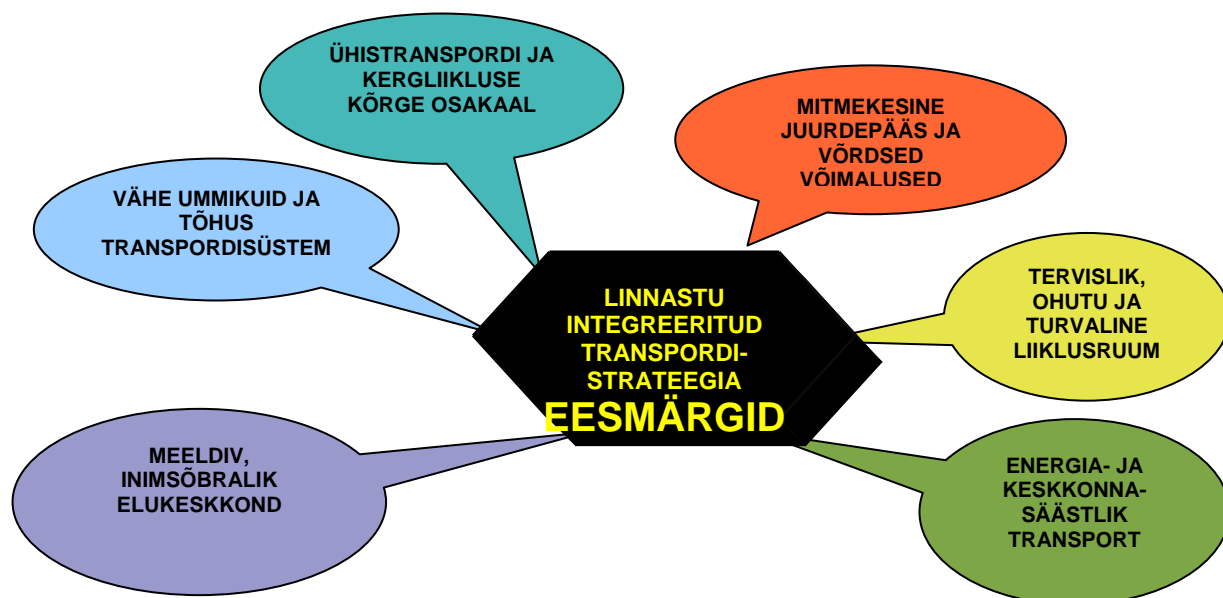 ÜHISTRANSPORDI JA
KERGLIIKLUSE
KÕRGE OSAKAAL
MITMEKESINE
JUURDEPÄÄS JA
VÕRDSED
VÕIMALUSED
VÄHE UMMIKUID JA
TÕHUS
TRANSPORDISÜSTEM
TERVISLIK,
OHUTU JA
TURVALINE
LIIKLUSRUUM
LINNASTU
INTEGREERITUD
TRANSPORDI-
STRATEEGIA
EESMÄRGID
MEELDIV,
INIMSÕBRALIK
ELUKESKKOND
ENERGIA- JA
KESKKONNA-
SÄÄSTLIK
TRANSPORT